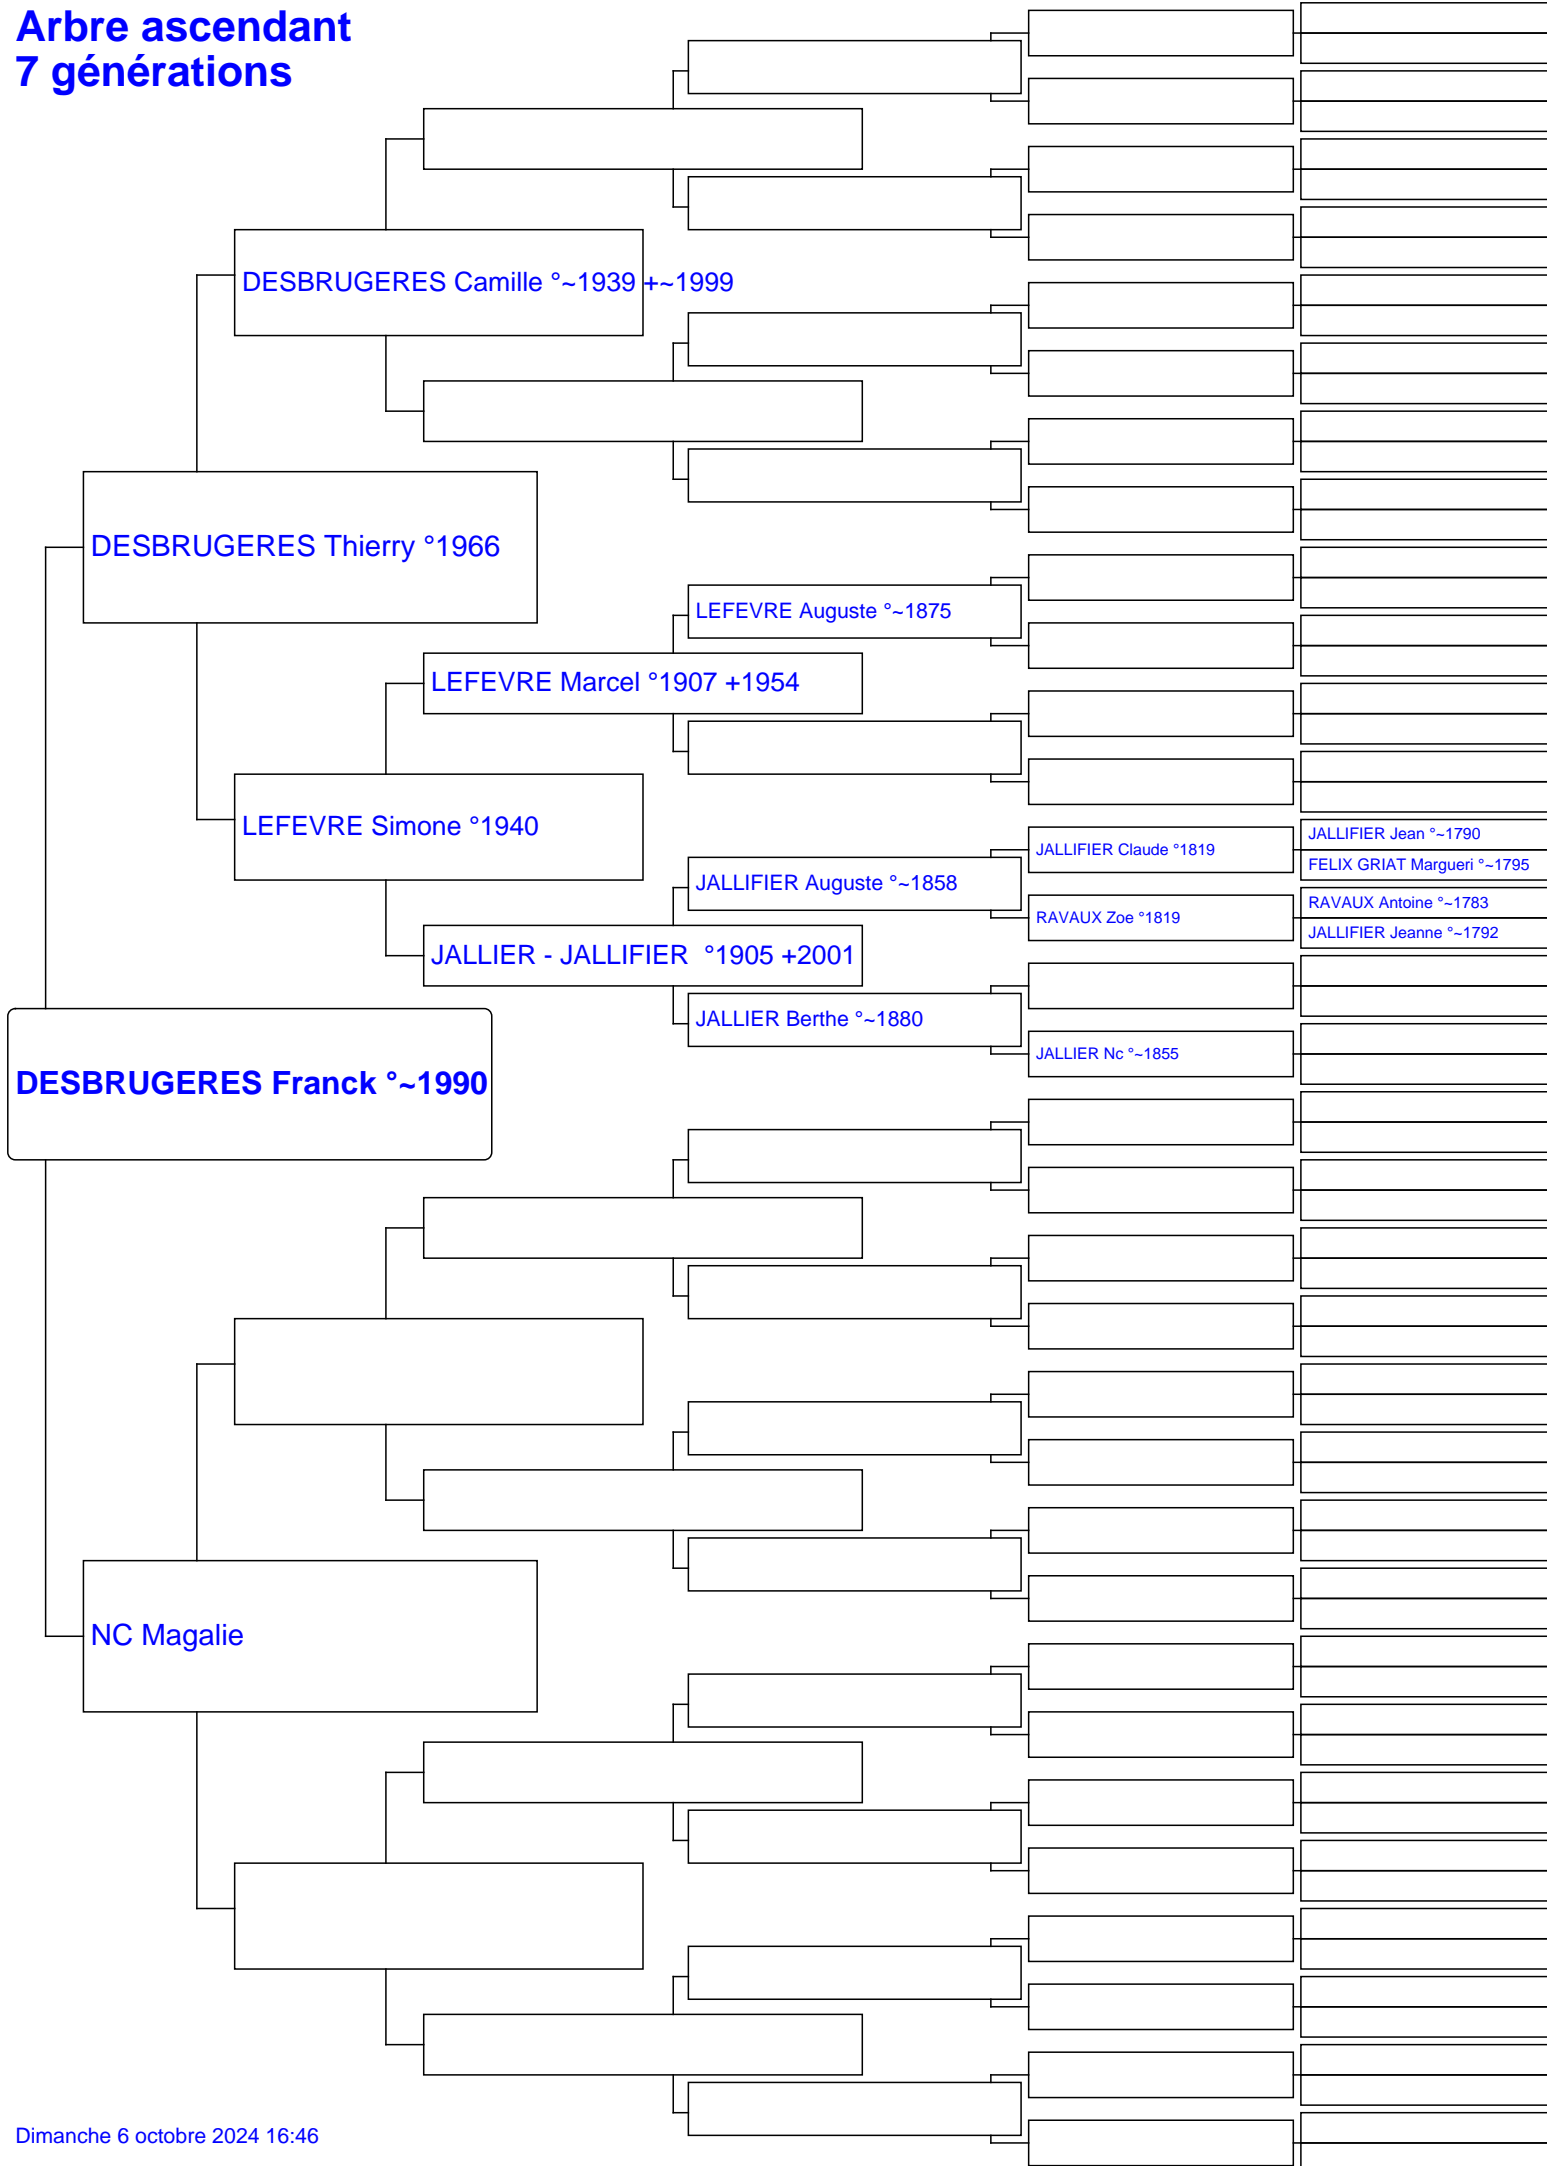 Arbre ascendant
7 générations
DESBRUGERES Camille °~1939 +~1999
DESBRUGERES Thierry °1966
LEFEVRE Auguste °~1875
LEFEVRE Marcel °1907 +1954
LEFEVRE Simone °1940
JALLIFIER Jean °~1790
JALLIFIER Claude °1819
FELIX GRIAT Margueri °~1795
JALLIFIER Auguste °~1858
RAVAUX Antoine °~1783
RAVAUX Zoe °1819
JALLIFIER Jeanne °~1792
JALLIER - JALLIFIER  °1905 +2001
JALLIER Berthe °~1880
JALLIER Nc °~1855
DESBRUGERES Franck °~1990
NC Magalie
Dimanche 6 octobre 2024 16:46